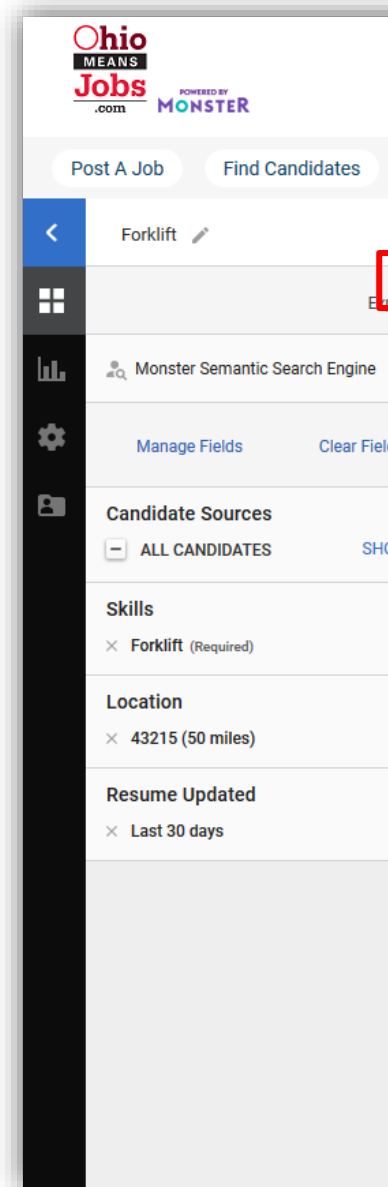 Ohio
MEANS
Jobs
.com
POWERED BY
MONSTER
Post A Job Find Candidates
Forklift
Monster Semantic Search Engine
Manage Fields Clear
Candidate Sources
ALL CANDIDATES
Skills
Forklift (Required)
Location
43215 (50 miles)
Resume Updated
Last 30 days